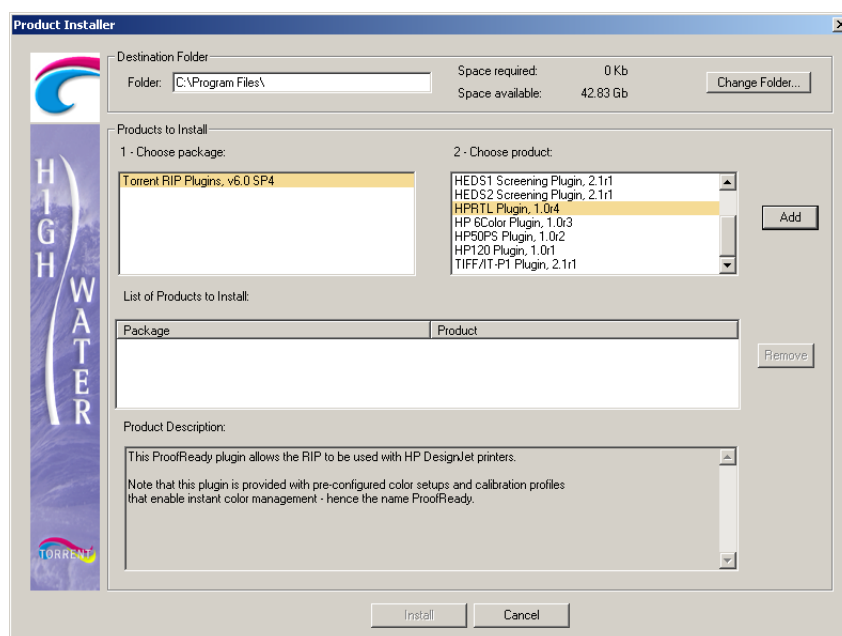 Product Installer
Destination Folder
Folder: C:\Program Files\
Space required: 0 Kb
Space available: 42.83 Gb
Change Folder...
Products to Install
1 - Choose package:
Torrent RIP Plugins, v6.0 SP4
2 - Choose product:
HEDS1 Screening Plugin, 2.1r1
HEDS2 Screening Plugin, 2.1r1
HPRTL Plugin, 1.0r4
HP 6Color Plugin, 1.0r3
HP50PS Plugin, 1.0r2
HP120 Plugin, 1.0r1
TIFF/IT-P1 Plugin, 2.1r1
Add
List of Products to Install:
Package Product
Remove
Product Description:
This ProofReady plugin allows the RIP to be used with HP DesignJet printers.
Note that this plugin is provided with pre-configured color setups and calibration profiles
that enable instant color management - hence the name ProofReady.
Install
Cancel
HIGH
WATER
TORRENT